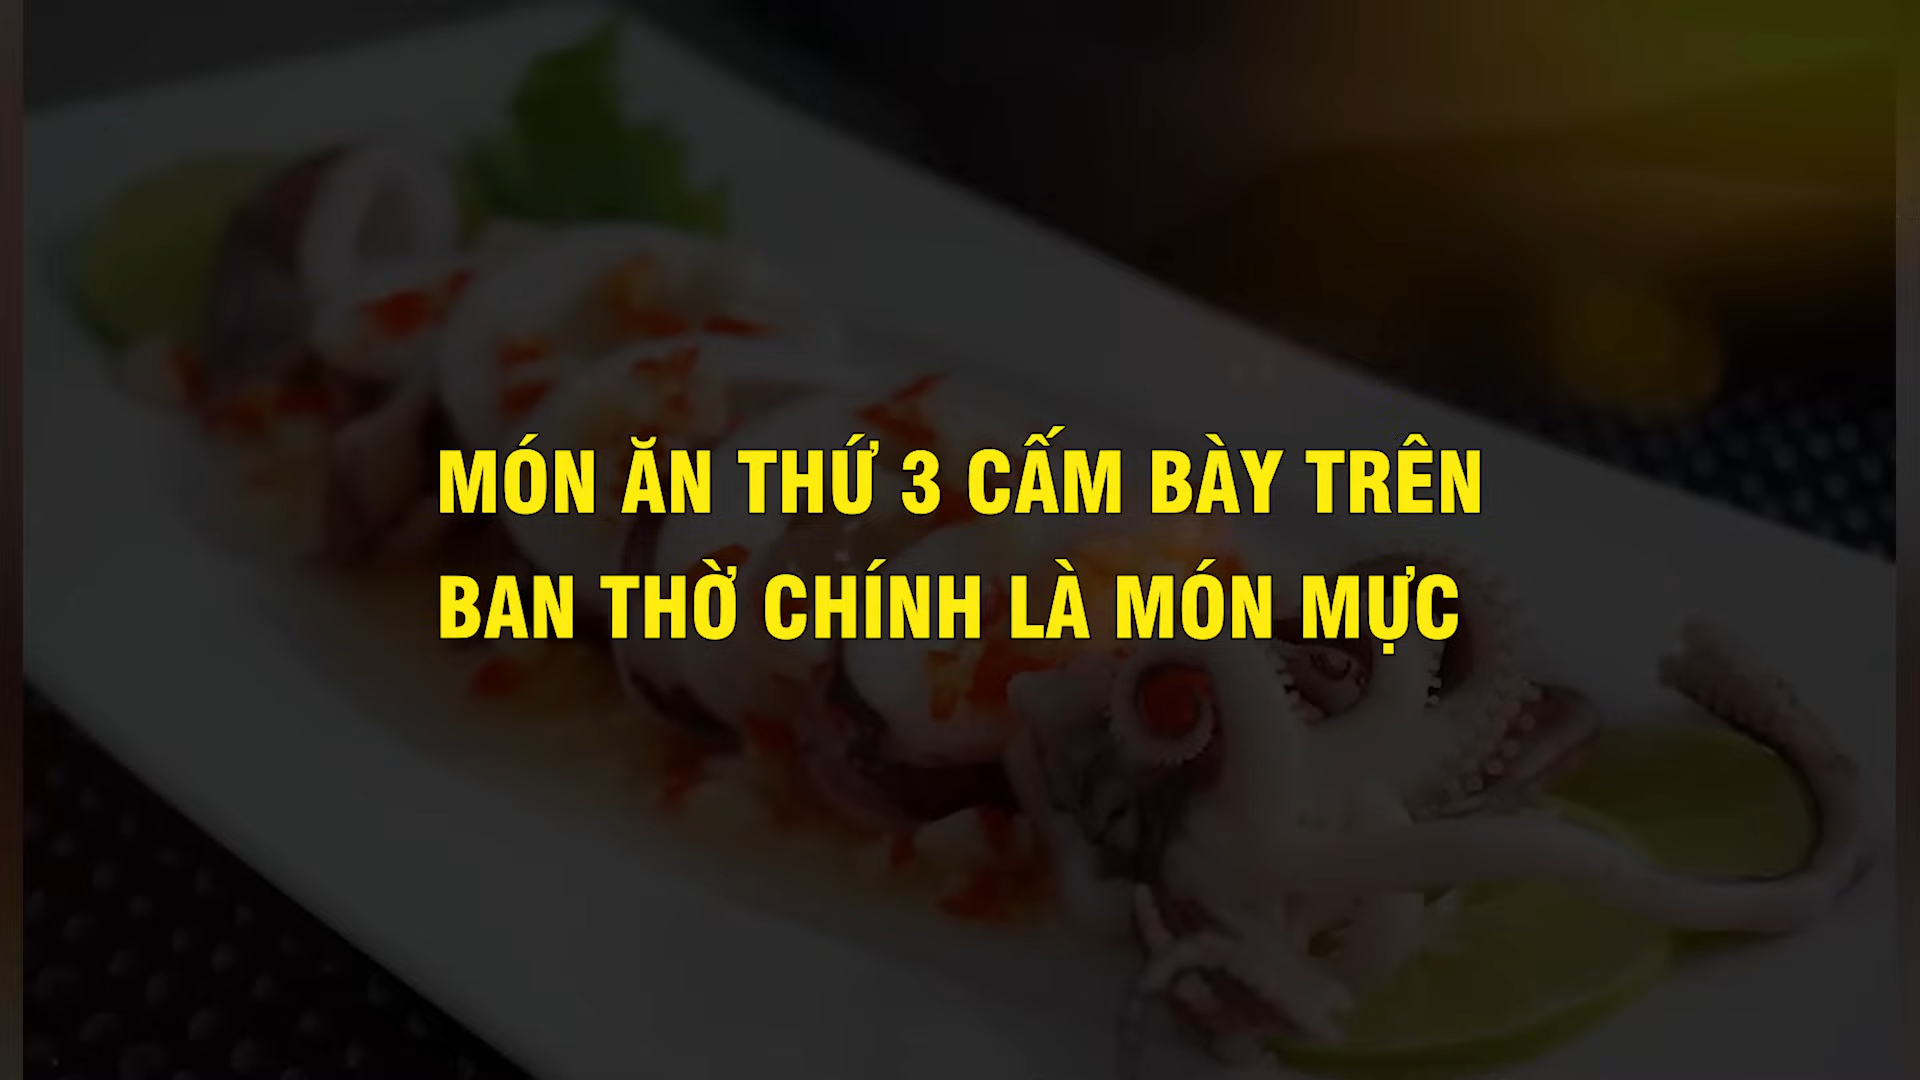 MÓN ĂN THỨ 3 CẤM BÀY TRÊN
BAN THỜ CHÍNH LÀ MÓN MỰC